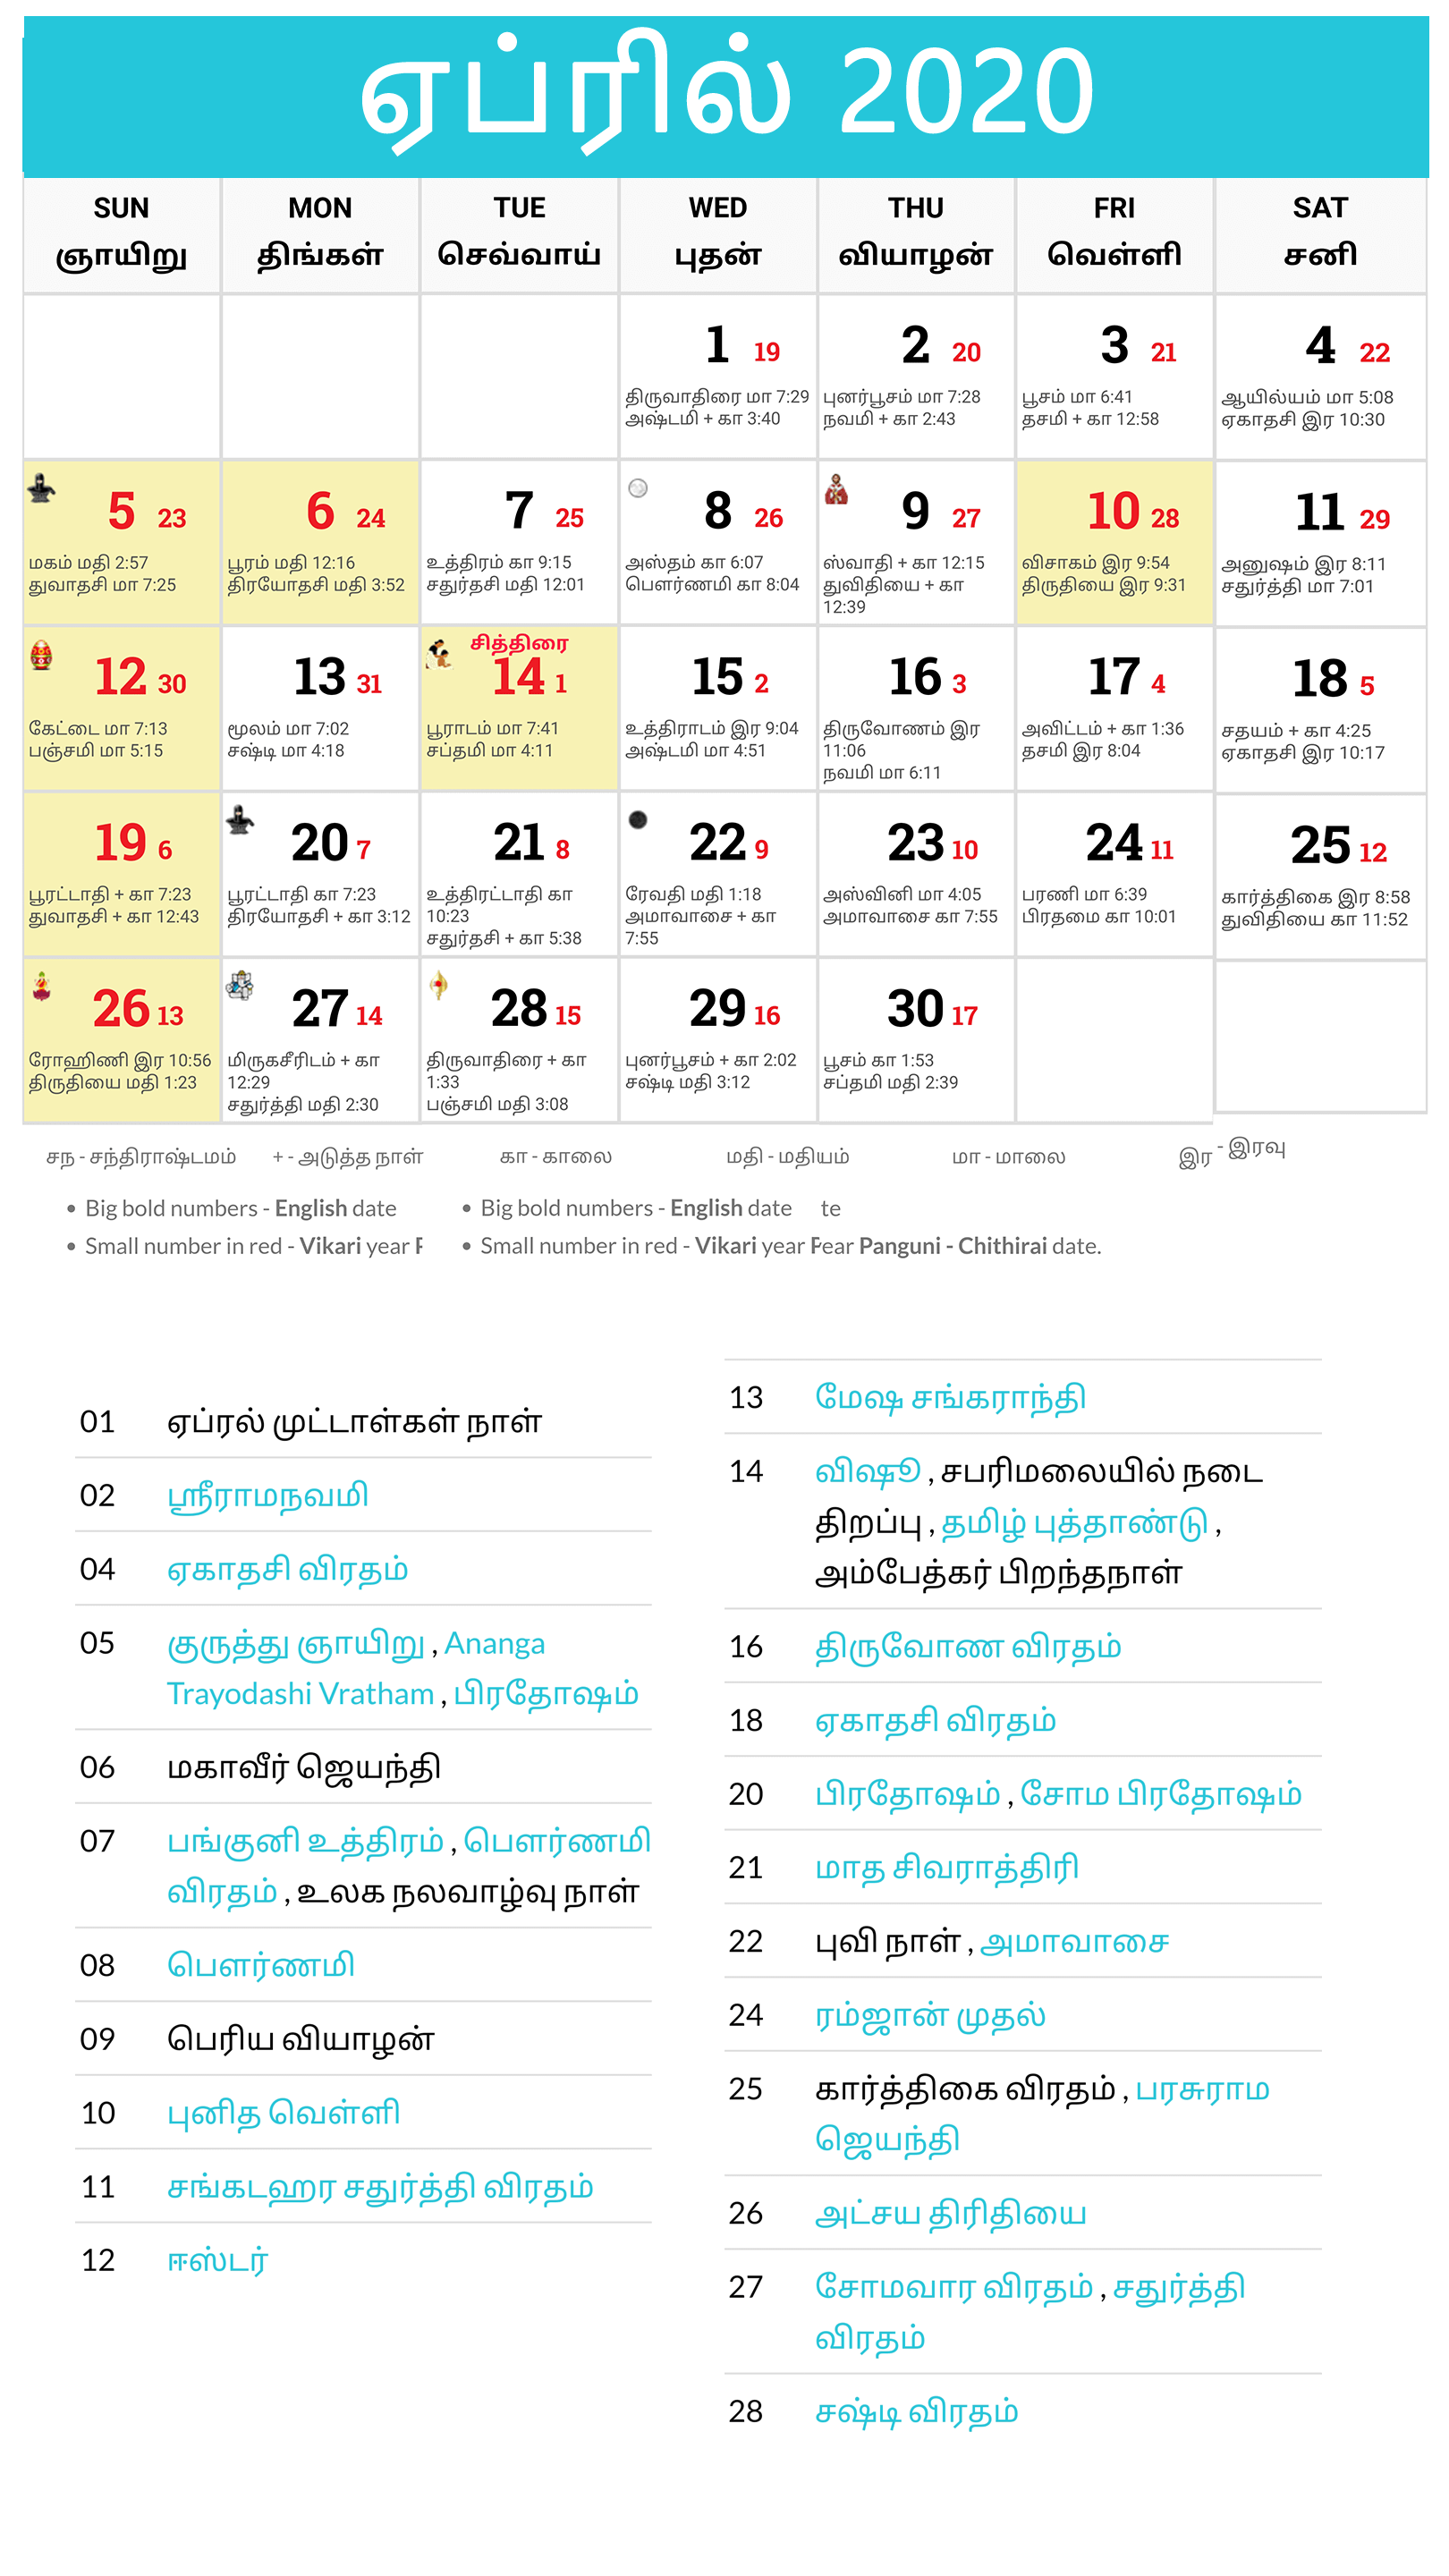 ஏப்ரில் 2020
SUN MON TUE WED THU FRI SAT
ஞாயிறு திங்கள் செவ்வாய் புதன் வியாழன் வெள்ளி சனி
1 19
திருவாதிரை மா 7:29
அஷ்டமி + கா 3:40
2 20
புனர்பூசம் மா 7:28
நவமி + கா 2:43
3 21
பூசம் மா 6:41
தசமி + கா 12:58
4 22
ஆயில்யம் மா 5:08
ஏகாதசி இர 10:30
5 23
மகம் மதி 2:57
துவாதசி மா 7:25
6 24
பூரம் மதி 12:16
திரயோதசி மதி 3:52
7 25
உத்திரம் கா 9:15
சதுர்தசி மதி 12:01
8 26
அஸ்தம் கா 6:07
பௌர்ணமி கா 8:04
9 27
ஸ்வாதி + கா 12:15
துவிதியை + கா
12:39
10 28
விசாகம் இர 9:54
திருதியை இர 9:31
11 29
அனுஷம் இர 8:11
சதுர்த்தி மா 7:01
12 30
கேட்டை மா 7:13
பஞ்சமி மா 5:15
13 31
மூலம் மா 7:02
சஷ்டி மா 4:18
சித்திரை
14 1
பூராடம் மா 7:41
சப்தமி மா 4:11
15 2
உத்திராடம் இர 9:04
அஷ்டமி மா 4:51
16 3
திருவோணம் இர
11:06
நவமி மா 6:11
17 4
அவிட்டம் + கா 1:36
தசமி இர 8:04
18 5
சதயம் + கா 4:25
ஏகாதசி இர 10:17
19 6
பூரட்டாதி + கா 7:23
துவாதசி + கா 12:43
20 7
பூரட்டாதி கா 7:23
திரயோதசி + கா 3:12
21 8
உத்திரட்டாதி கா
10:23
சதுர்தசி + கா 5:38
22 9
ரேவதி மதி 1:18
அமாவாசை + கா
7:55
23 10
அஸ்வினி மா 4:05
அமாவாசை கா 7:55
24 11
பரணி மா 6:39
பிரதமை கா 10:01
25 12
கார்த்திகை இர 8:58
துவிதியை கா 11:52
26 13
ரோஹிணி இர 10:56
திருதியை மதி 1:23
27 14
மிருகசீரிடம் + கா
12:29
சதுர்த்தி மதி 2:30
28 15
திருவாதிரை + கா
1:33
பஞ்சமி மதி 3:08
29 16
புனர்பூசம் + கா 2:02
சஷ்டி மதி 3:12
30 17
பூசம் கா 1:53
சப்தமி மதி 2:39
சந - சந்திராஷ்டமம் + - அடுத்த நாள் கா - காலை மதி - மதியம் மா - மாலை இர - இரவு
• Big bold numbers - English date • Big bold numbers - English date te
• Small number in red - Vikari year F • Small number in red - Vikari year Fear Panguni - Chithirai date.
01 ஏப்ரல் முட்டாள்கள் நாள்
02 ஸ்ரீராமநவமி
04 ஏகாதசி விரதம்
05 குருத்து ஞாயிறு , Ananga
Trayodashi Vratham , பிரதோஷம்
06 மகாவீர் ஜெயந்தி
07 பங்குனி உத்திரம் , பௌர்ணமி
விரதம் , உலக நலவாழ்வு நாள்
08 பௌர்ணமி
09 பெரிய வியாழன்
10 புனித வெள்ளி
11 சங்கடஹர சதுர்த்தி விரதம்
12 ஈஸ்டர்
13 மேஷ சங்கராந்தி
14 விஷூ , சபரிமலையில் நடை
திறப்பு , தமிழ் புத்தாண்டு ,
அம்பேத்கர் பிறந்தநாள்
16 திருவோண விரதம்
18 ஏகாதசி விரதம்
20 பிரதோஷம் , சோம பிரதோஷம்
21 மாத சிவராத்திரி
22 புவி நாள் , அமாவாசை
24 ரம்ஜான் முதல்
25 கார்த்திகை விரதம் , பரசுராம
ஜெயந்தி
26 அட்சய திரிதியை
27 சோமவார விரதம் , சதுர்த்தி
விரதம்
28 சஷ்டி விரதம்